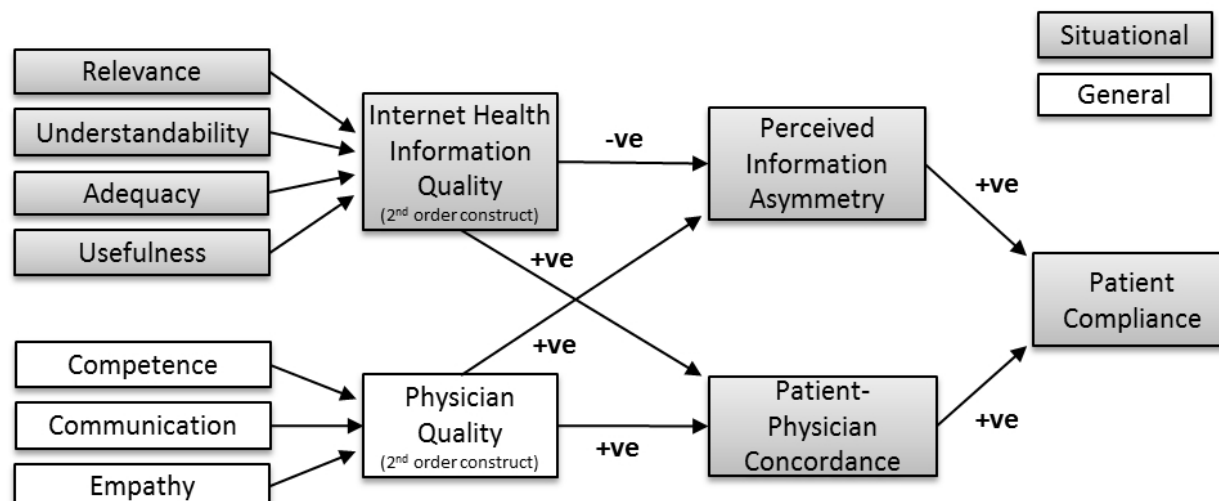 Relevance
Understandability
Adequacy
Usefulness
Competence
Communication
Empathy
Internet Health
Information
Quality
(2nd order construct)
Physician
Quality
(2nd order construct)
-ve
+ve
+ve
+ve
Perceived
Information
Asymmetry
Patient-
Physician
Concordance
+ve
+ve
Patient
Compliance
Situational
General